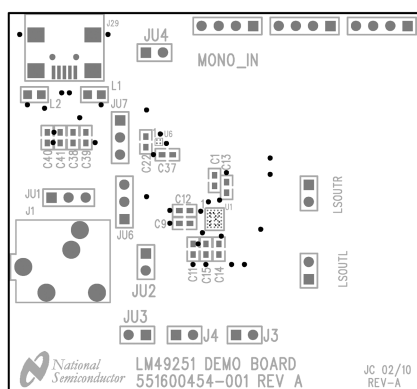 J29
JU4
MONO_IN
L2
L1
JU7
U6
C40
C41
C38
C39
C22
C37
C1
C13
JU1
J1
JU6
C12
C9
U1
LSOUTR
C11
C15
C14
JU2
LSOUTL
JU3
J4
J3
National
Semiconductor
LM49251 DEMO BOARD
551600454-001 REV A
JC 02/10
REV-A